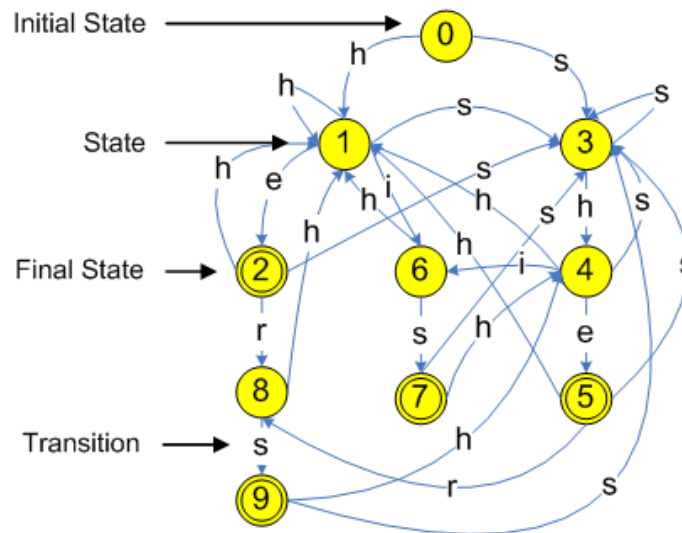 Initial State
0
h
s
h
s
s
State
1
3
h
e
s
h
i
h
s
h
s
h
Final State
2
6
i
4
h
s
r
s
h
e
8
7
5
Transition
s
h
r
s
9